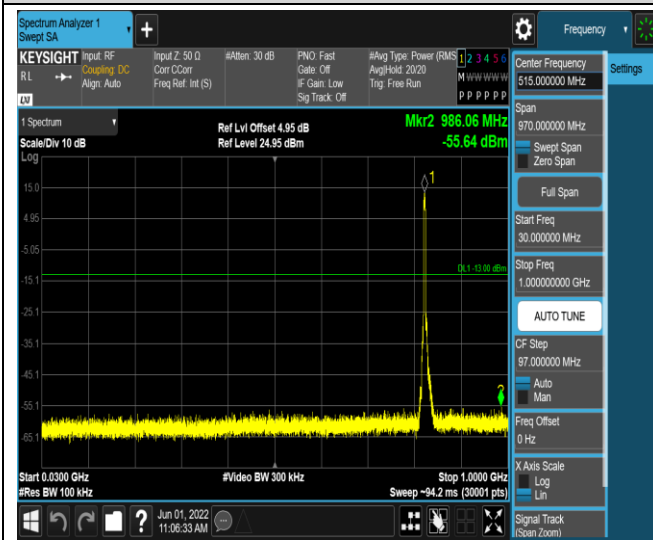 Spectrum Analyzer 1
Swept SA
Frequency
KEYSIGHT
RL
LXI
Input: RF
Coupling: DC
Align: Auto
Input Z: 50 Ω
Corr CCorr
Freq Ref: Int (S)
#Atten: 30 dB
PNO: Fast
Gate: Off
IF Gain: Low
Sig Track: Off
#Avg Type: Power (RMS
Avg|Hold: 20/20
Trig: Free Run
1 2 3 4 5 6
M W W W W W
P P P P P P
Center Frequency
515.000000 MHz
Settings
Span
970.000000 MHz
Swept Span
Zero Span
Full Span
Start Freq
30.000000 MHz
Stop Freq
1.000000000 GHz
AUTO TUNE
CF Step
97.000000 MHz
Auto
Man
Freq Offset
0 Hz
X Axis Scale
Log
Lin
Signal Track
(Span Zoom)
1 Spectrum
Scale/Div 10 dB
Log
Ref Lvl Offset 4.95 dB
Ref Level 24.95 dBm
Mkr2 986.06 MHz
-55.64 dBm
1
15.0
4.95
-5.05
DL1 -13.00 dBm
-15.1
-25.1
-35.1
-45.1
2
-55.1
-65.1
Start 0.0300 GHz
#Res BW 100 kHz
#Video BW 300 kHz
Stop 1.0000 GHz
Sweep ~94.2 ms (30001 pts)
?
Jun 01, 2022
11:06:33 AM